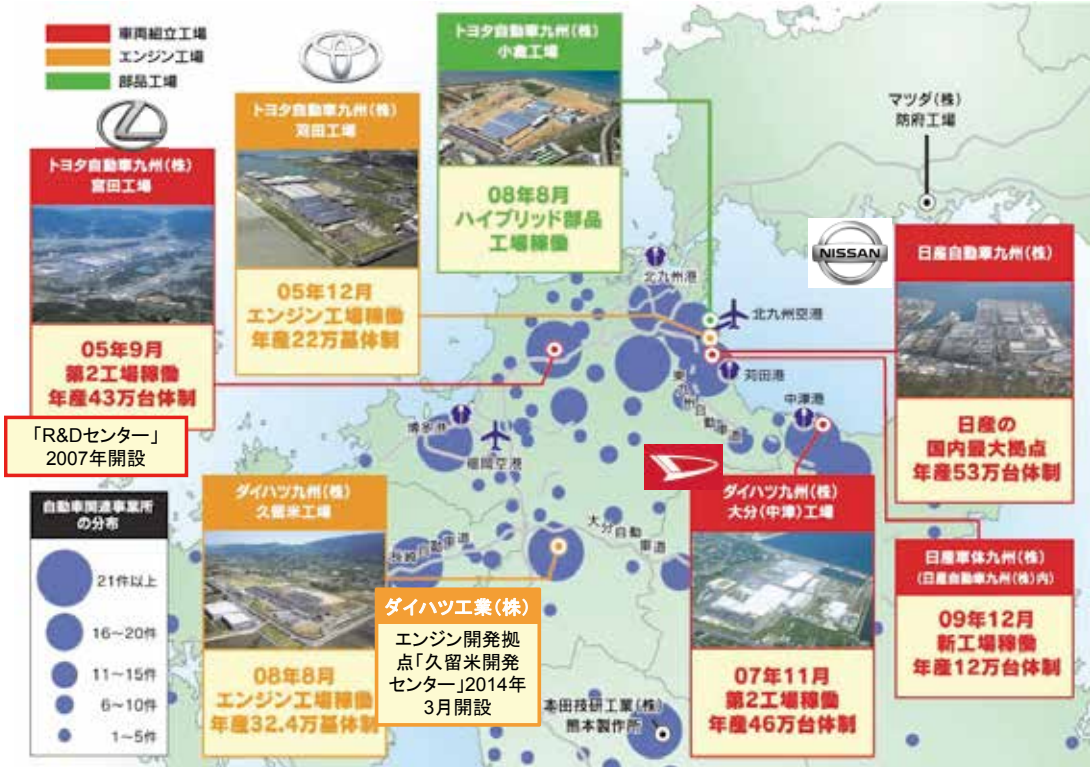 車両組立工場
エンジン工場
部品工場
トヨタ自動車九州(株)
小倉工場
08年8月
ハイブリッド部品
工場稼働
トヨタ自動車九州(株)
苅田工場
05年12月
エンジン工場稼働
年産22万基体制
トヨタ自動車九州(株)
宮田工場
05年9月
第2工場稼働
年産43万台体制
「R&Dセンター」
2007年開設
マツダ(株)
防府工場
NISSAN
日産自動車九州(株)
日産の
国内最大拠点
年産53万台体制
北九州港
北九州空港
苅田港
東九州自動車道
中津港
博多港
福岡空港
自動車関連事業所
の分布
21件以上
16～20件
11～15件
6～10件
1～5件
ダイハツ九州(株)
久留米工場
08年8月
エンジン工場稼働
年産32.4万基体制
長崎自動車道
大分自動車道
ダイハツ工業(株)
エンジン開発拠
点「久留米開発
センター」2014年
3月開設
ダイハツ九州(株)
大分(中津)工場
07年11月
第2工場稼働
年産46万台体制
日産車体九州(株)
(日産自動車九州(株)内)
09年12月
新工場稼働
年産12万台体制
本田技研工業(株)
熊本製作所